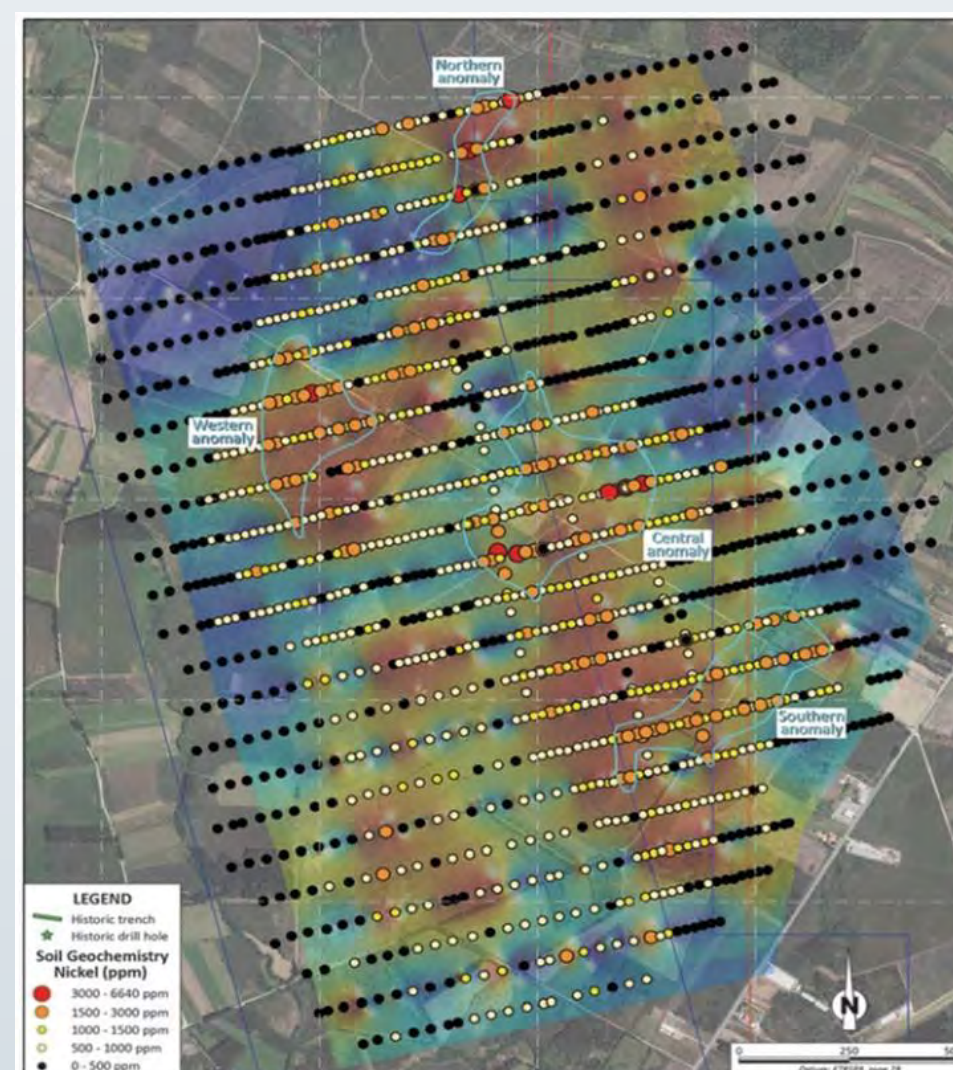 Northern
anomaly
Western
anomaly
Central
anomaly
Southern
anomaly
LEGEND
Historic trench
Historic drill hole
Soil Geochemistry
Nickel (ppm)
3000 - 6640 ppm
1500 - 3000 ppm
1000 - 1500 ppm
500 - 1000 ppm
0 - 500 ppm
N
0 250